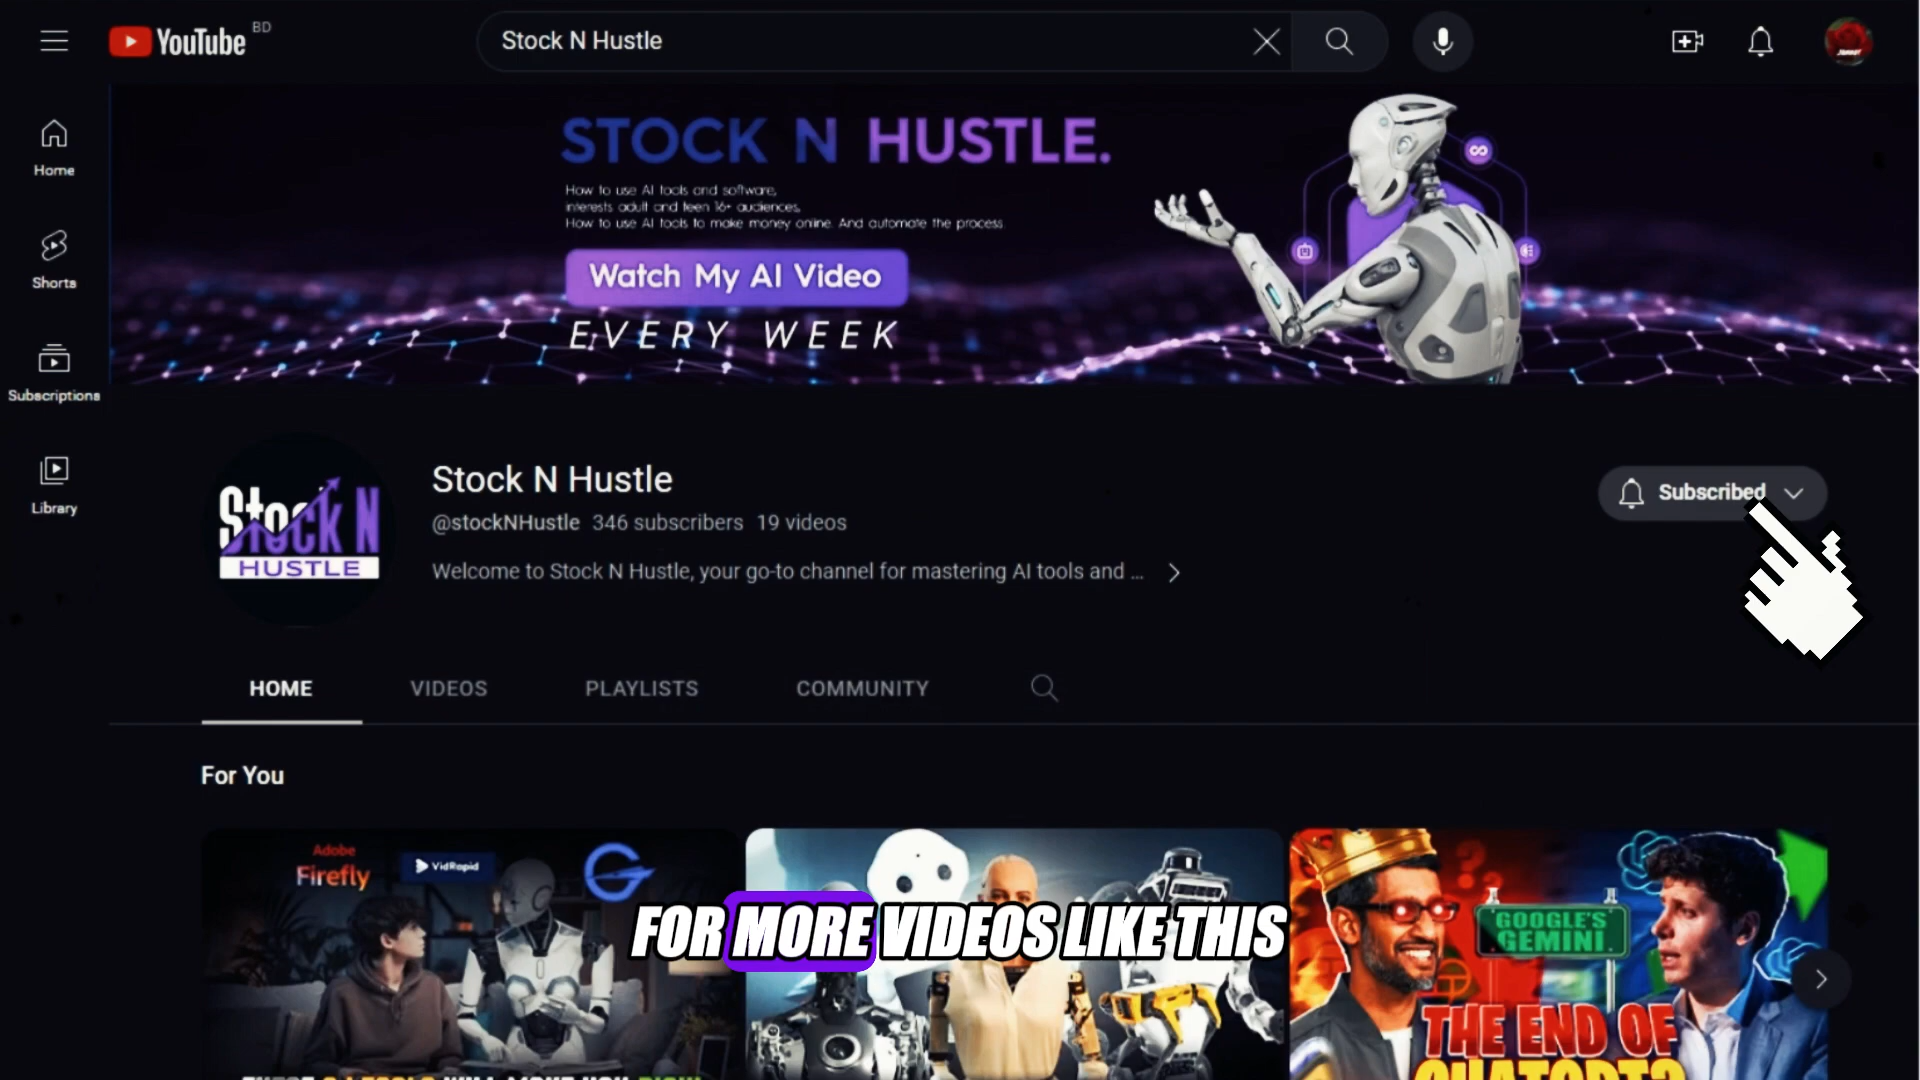 YouTube BD
Stock N Hustle
Home
Shorts
Subscriptions
Library
STOCK N HUSTLE.
How to use AI tools and software,
interests adult and teen 16+ audiences,
How to use AI tools to make money online. And automate the process.
Watch My AI Video
EVERY WEEK
Stock N
HUSTLE
Stock N Hustle
@stockNHustle 346 subscribers 19 videos
Welcome to Stock N Hustle, your go-to channel for mastering AI tools and ...
Subscribed
HOME VIDEOS PLAYLISTS COMMUNITY
For You
Adobe
Firefly
VidRapid
FOR MORE VIDEOS LIKE THIS
GOOGLE'S
GEMINI
THE END OF
CHATGPT?